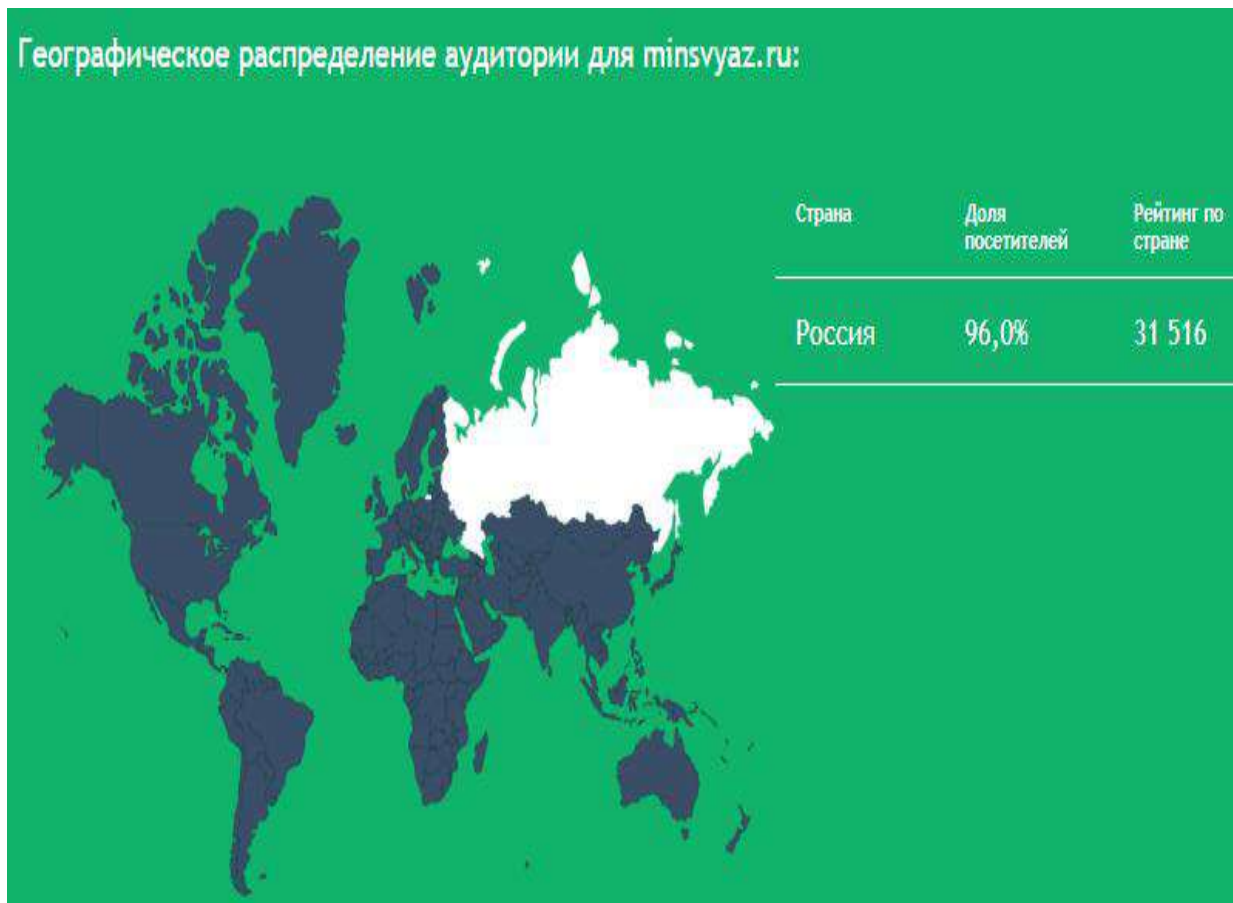 Географическое распределение аудитории для minsvyaz.ru:
Страна Доля посетителей Рейтинг по стране
Россия 96,0% 31 516